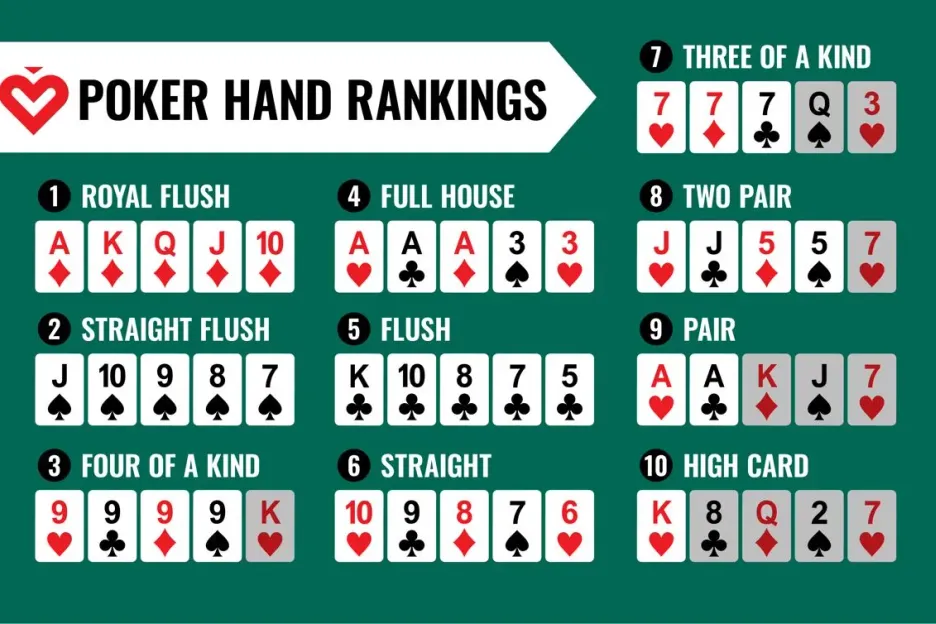 POKER HAND RANKINGS
1 ROYAL FLUSH
A K Q J 10
2 STRAIGHT FLUSH
J 10 9 8 7
3 FOUR OF A KIND
9 9 9 9 K
4 FULL HOUSE
A A A 3 3
5 FLUSH
K 10 8 7 5
6 STRAIGHT
10 9 8 7 6
7 THREE OF A KIND
7 7 7 Q 3
8 TWO PAIR
J J 5 5 7
9 PAIR
A A K J 7
10 HIGH CARD
K 8 Q 2 7